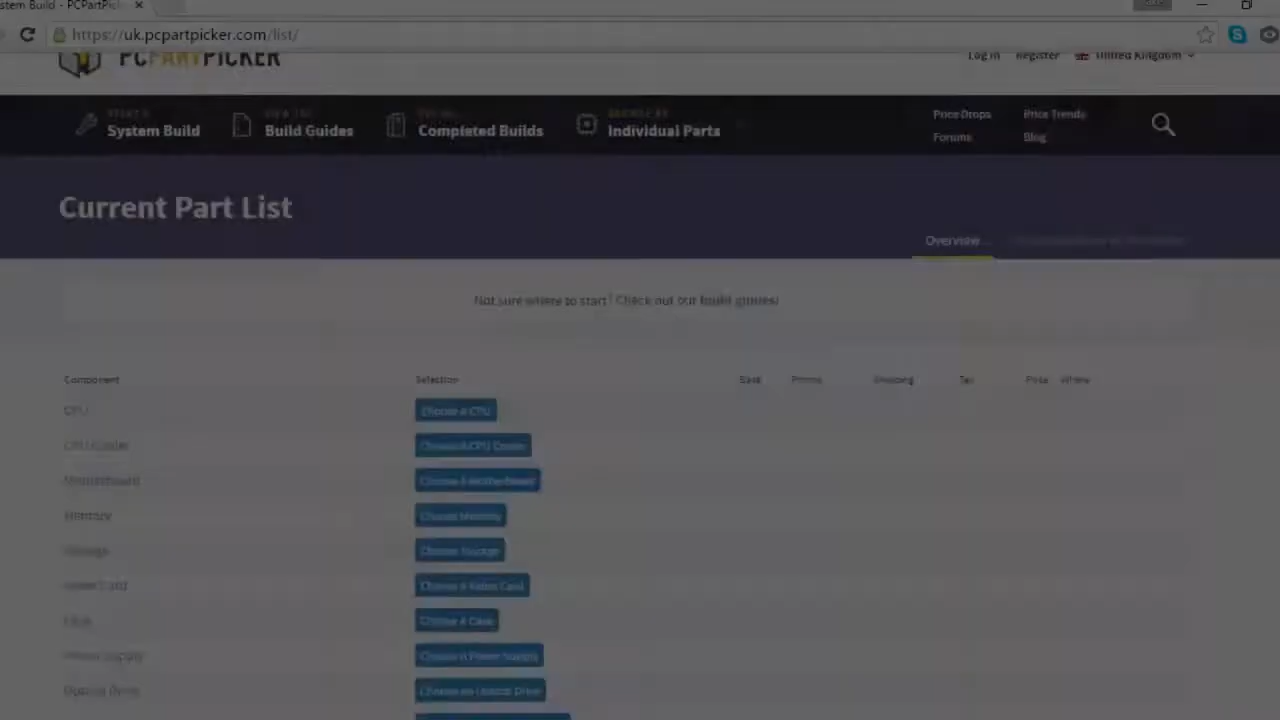 System Build - PCPartPic
https://uk.pcpartpicker.com/list/
PCPARTPICKER
Log In Register United Kingdom
System Build Build Guides Completed Builds Individual Parts
Price Drops Price Trends
Forums Blog
Current Part List
Overview
Not sure where to start? Check out our build guides!
Component Selection Base Promo Shipping Tax Price Where
CPU Choose A CPU
CPU Cooler Choose A CPU Cooler
Motherboard Choose A Motherboard
Memory Choose Memory
Storage Choose Storage
Video Card Choose A Video Card
Case Choose A Case
Power Supply Choose A Power Supply
Optical Drive Choose An Optical Drive